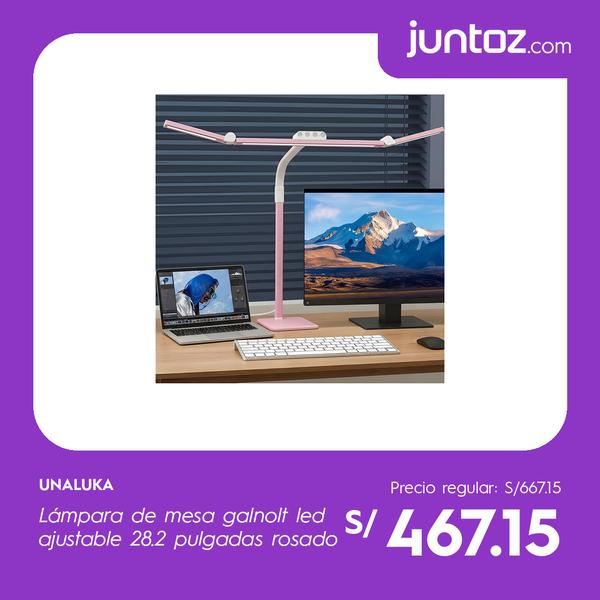 juntoz.com
UNALUKA
Lámpara de mesa galnolt led
ajustable 28.2 pulgadas rosado
Precio regular: S/667.15
S/ 467.15